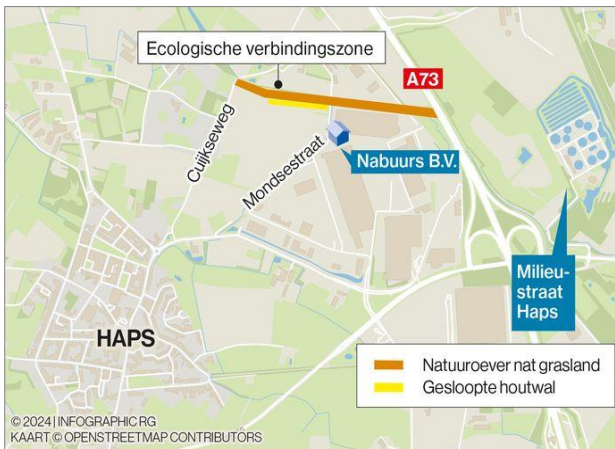 Ecologische verbindingszone
A73
Cuijkseweg
Mondsestraat
Nabuurs B.V.
Milieu-
straat
Haps
HAPS
Natuuroever nat grasland
Gesloopte houtwal
© 2024 | INFOGRAPHIC RG
KAART © OPENSTREETMAP CONTRIBUTORS